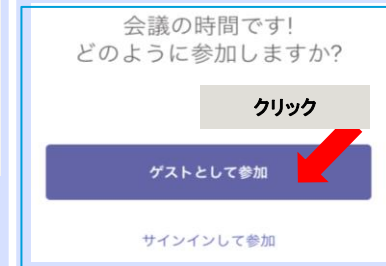 会議の時間です!
どのように参加しますか?
クリック
ゲストとして参加
サインインして参加